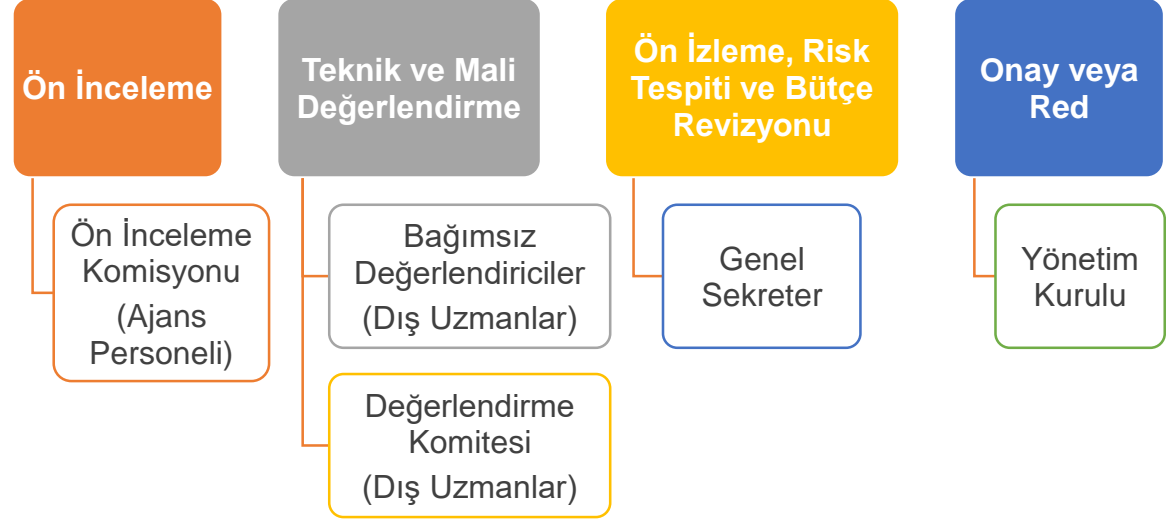 Ön İnceleme
Ön İnceleme
Komisyonu
(Ajans
Personeli)
Teknik ve Mali
Değerlendirme
Bağımsız
Değerlendiriciler
(Dış Uzmanlar)
Değerlendirme
Komitesi
(Dış Uzmanlar)
Ön İzleme, Risk
Tespiti ve Bütçe
Revizyonu
Genel
Sekreter
Onay veya
Red
Yönetim
Kurulu